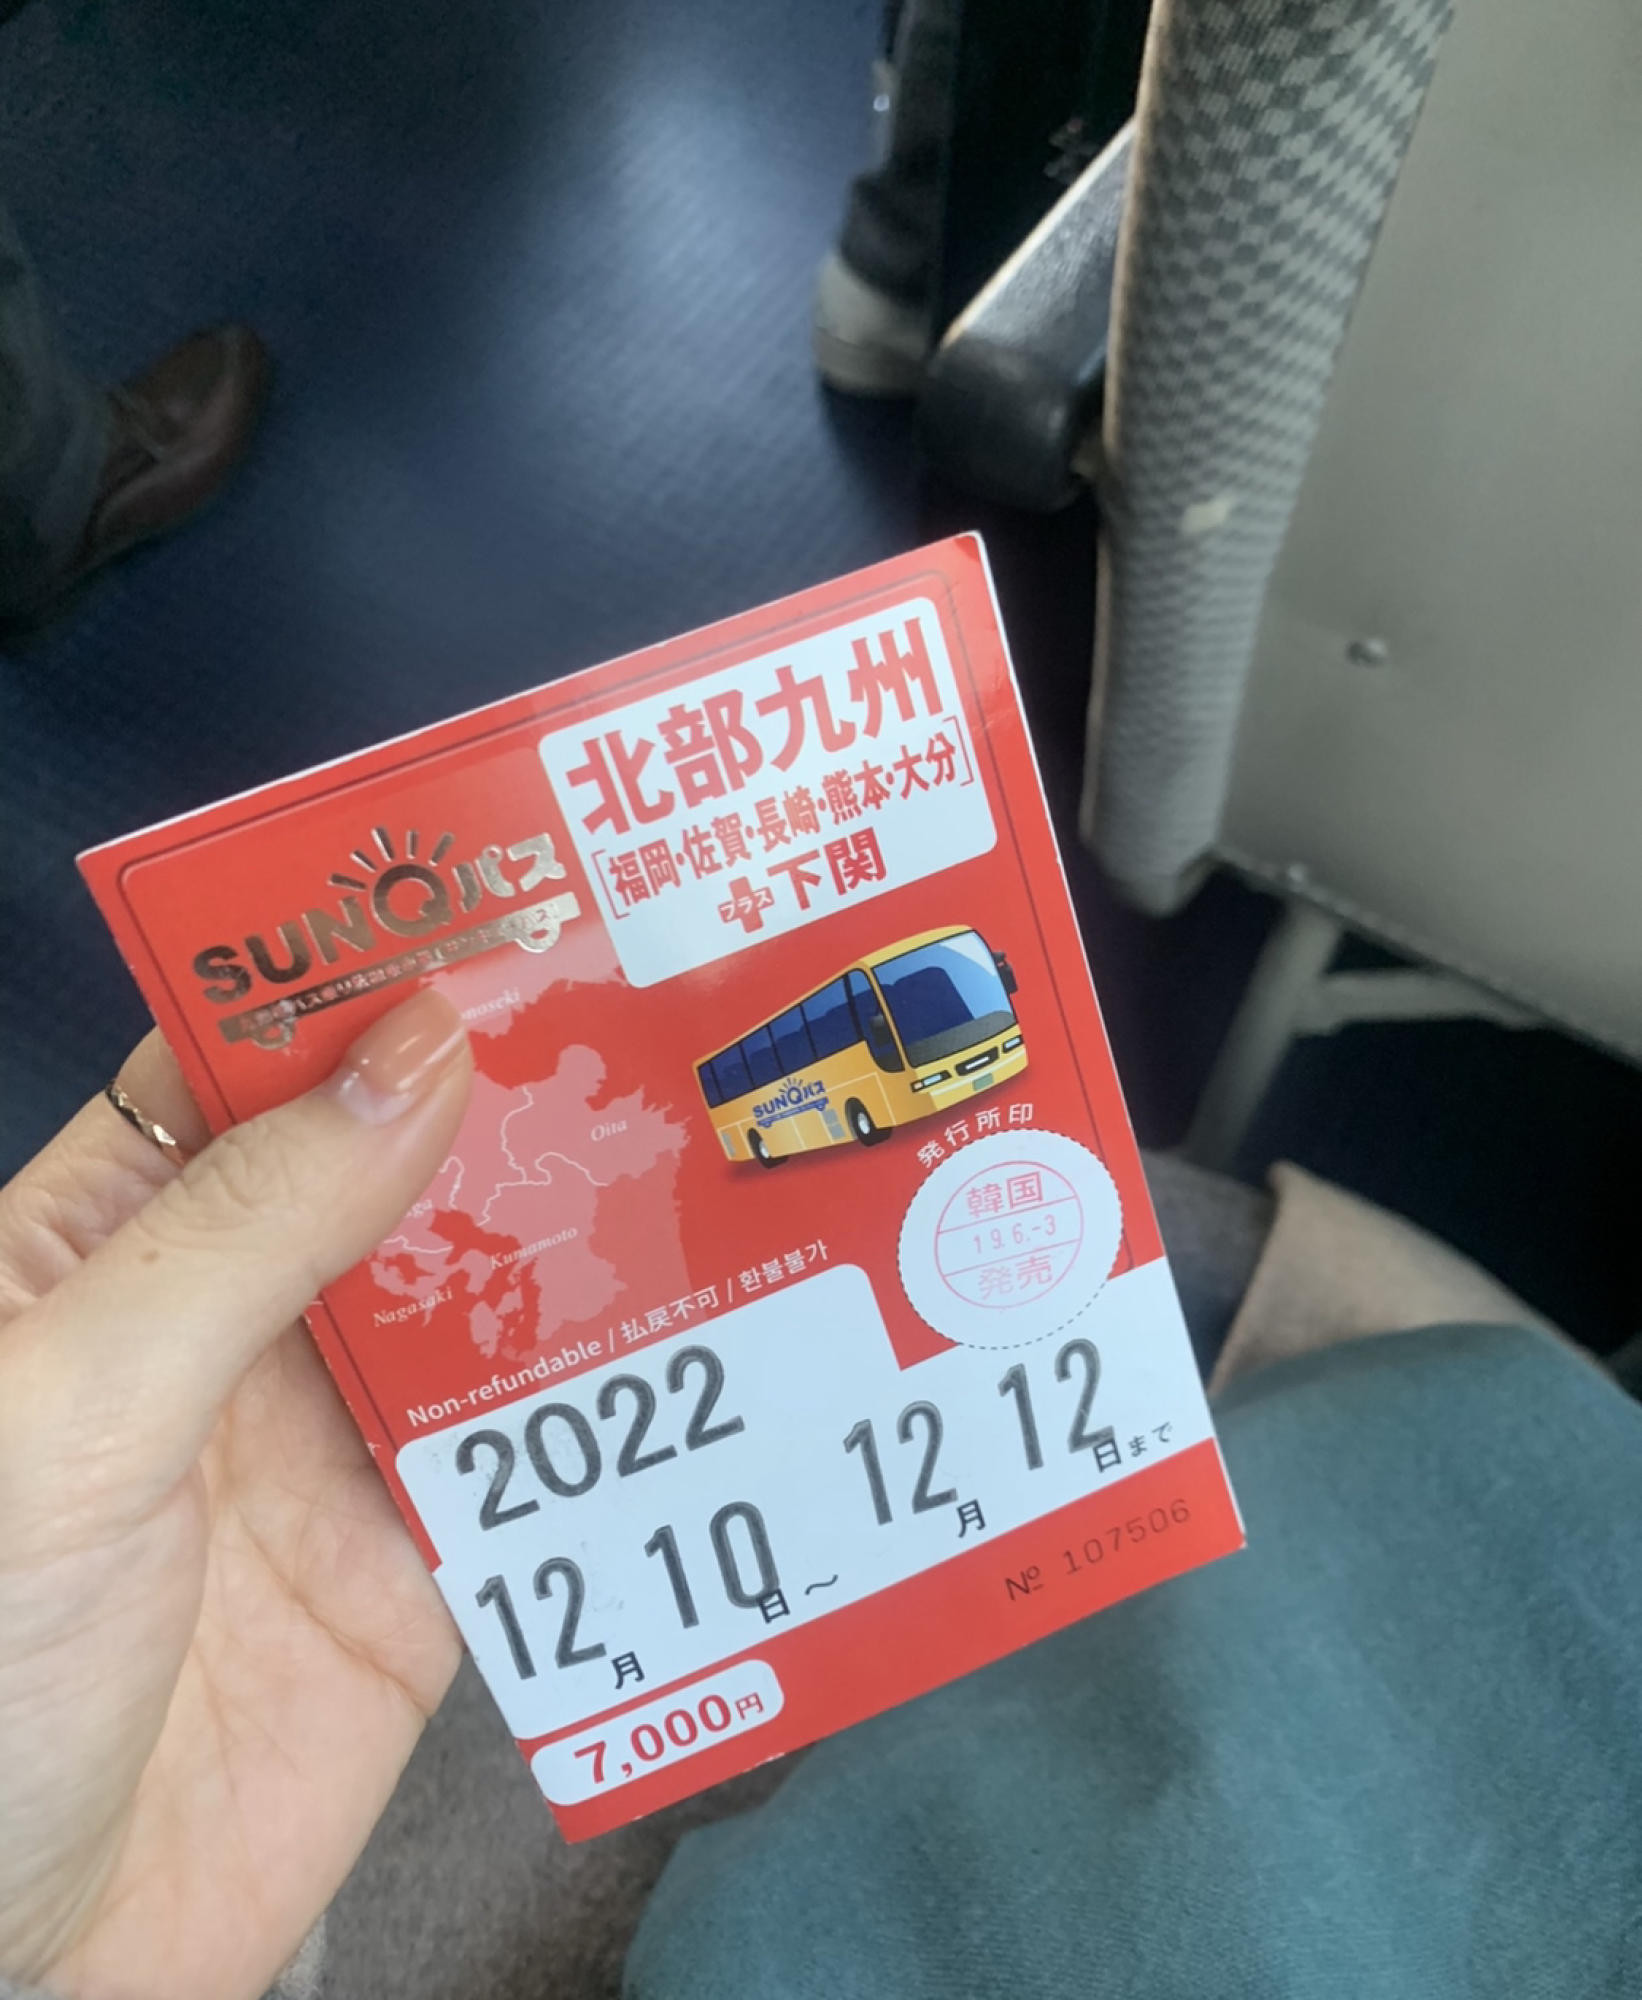 北部九州
[福岡・佐賀・長崎・熊本・大分]
プラス下関
SUNQパス
Oita
Kumamoto
Nagasaki
SUNQパス
発行所印
韓国
19.6.-3
発売
Non-refundable / 払戻不可 / 환불불가
2022
12月10日～12月12日まで
7,000円
№ 107506